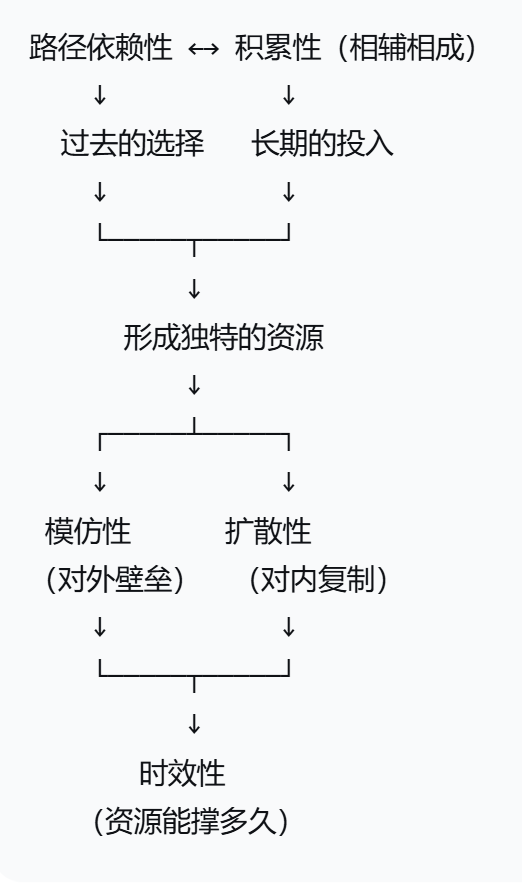 路径依赖性 ↔ 积累性（相辅相成）
↓ ↓
过去的选择 长期的投入
↓ ↓
└─────┬─────┘
↓
形成独特的资源
↓
┌─────┴─────┐
↓ ↓
模仿性 扩散性
（对外壁垒） （对内复制）
↓ ↓
└─────┬─────┘
↓
时效性
（资源能撑多久）